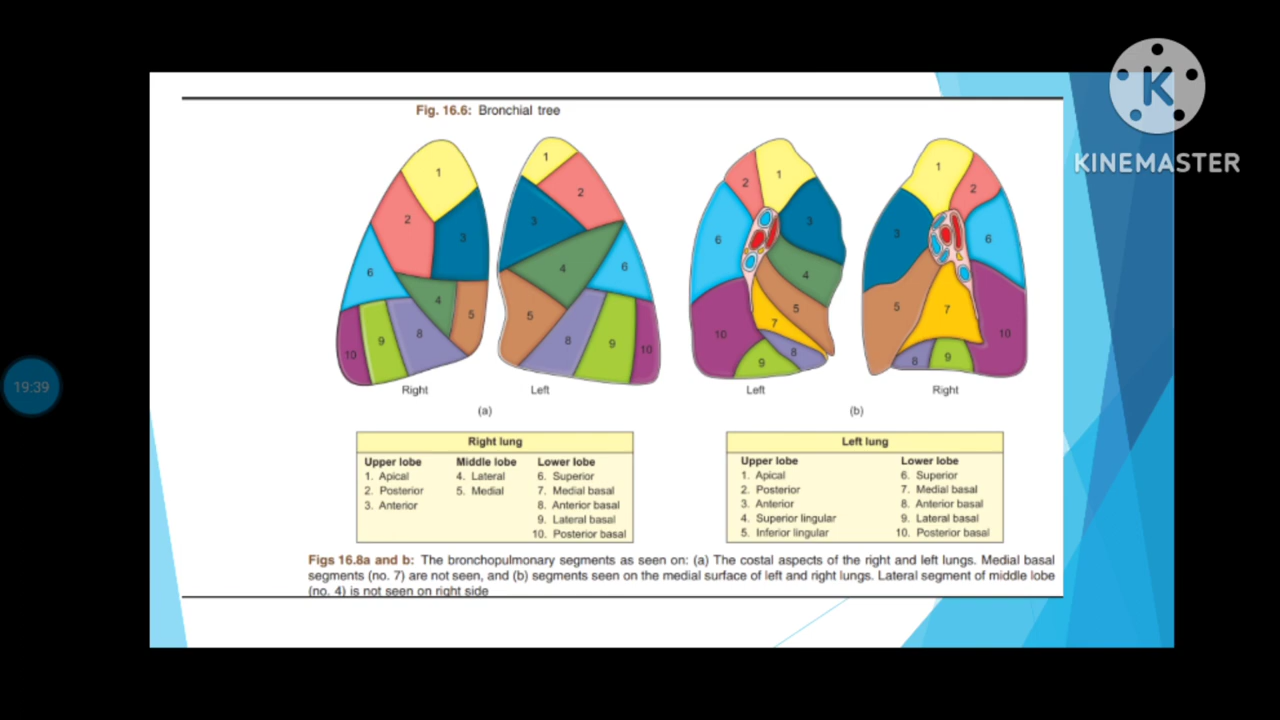 KINEMASTER
Fig. 16.6: Bronchial tree
1
2
3
6
4
5
8
9
10
Right
1
2
3
4
6
5
8
9
10
Left
(a)
2
1
3
6
4
5
7
10
8
9
Left
1
2
3
6
5
7
10
8
9
Right
(b)
19:39
Right lung
Upper lobe Middle lobe Lower lobe
1. Apical 4. Lateral 6. Superior
2. Posterior 5. Medial 7. Medial basal
3. Anterior 8. Anterior basal
9. Lateral basal
10. Posterior basal
Left lung
Upper lobe Lower lobe
1. Apical 6. Superior
2. Posterior 7. Medial basal
3. Anterior 8. Anterior basal
4. Superior lingular 9. Lateral basal
5. Inferior lingular 10. Posterior basal
Figs 16.8a and b: The bronchopulmonary segments as seen on: (a) The costal aspects of the right and left lungs. Medial basal
segments (no. 7) are not seen, and (b) segments seen on the medial surface of left and right lungs. Lateral segment of middle lobe
(no. 4) is not seen on right side